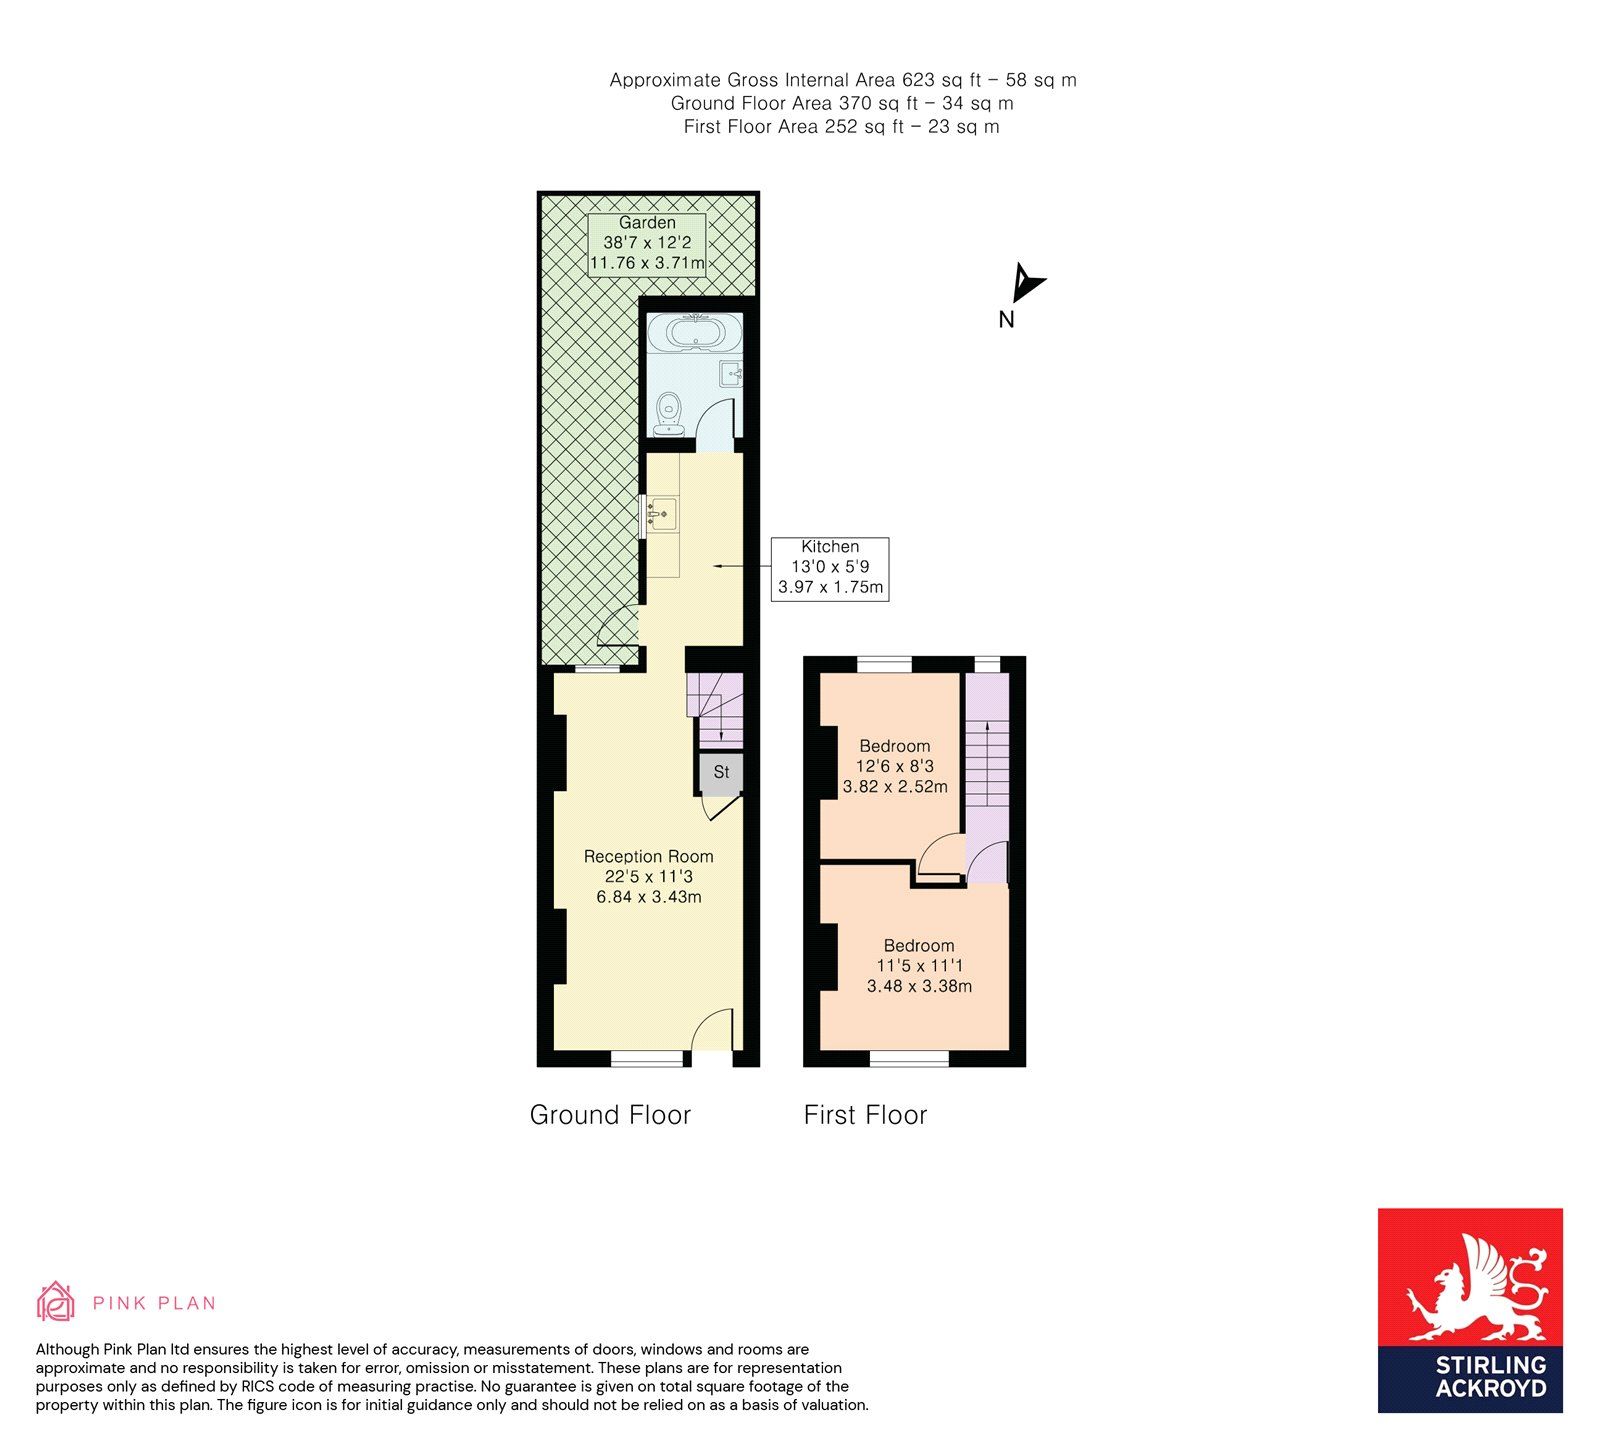 Approximate Gross Internal Area 623 sq ft – 58 sq m
Ground Floor Area 370 sq ft – 34 sq m
First Floor Area 252 sq ft – 23 sq m
Garden
38'7 x 12'2
11.76 x 3.71m
N
Kitchen
13'0 x 5'9
3.97 x 1.75m
St
Reception Room
22'5 x 11'3
6.84 x 3.43m
Bedroom
12'6 x 8'3
3.82 x 2.52m
Bedroom
11'5 x 11'1
3.48 x 3.38m
Ground Floor
First Floor
PINK PLAN
Although Pink Plan ltd ensures the highest level of accuracy, measurements of doors, windows and rooms are
approximate and no responsibility is taken for error, omission or misstatement. These plans are for representation
purposes only as defined by RICS code of measuring practise. No guarantee is given on total square footage of the
property within this plan. The figure icon is for initial guidance only and should not be relied on as a basis of valuation.
STIRLING
ACKROYD